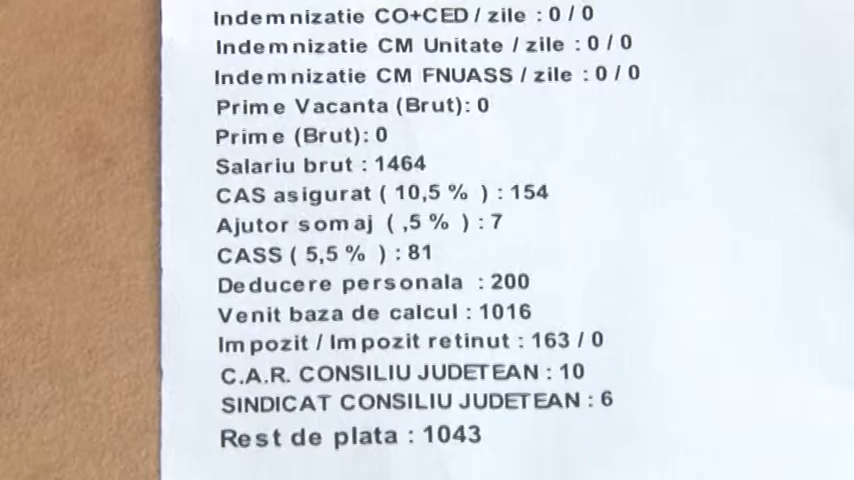 Indemnizatie CO+CED / zile : 0 / 0
Indemnizatie CM Unitate / zile : 0 / 0
Indemnizatie CM FNUASS / zile : 0 / 0
Prime Vacanta (Brut): 0
Prime (Brut): 0
Salariu brut : 1464
CAS asigurat ( 10,5 % ) : 154
Ajutor somaj ( ,5 % ) : 7
CASS ( 5,5 % ) : 81
Deducere personala : 200
Venit baza de calcul : 1016
Impozit / Impozit retinut : 163 / 0
C.A.R. CONSILIU JUDETEAN : 10
SINDICAT CONSILIU JUDETEAN : 6
Rest de plata : 1043